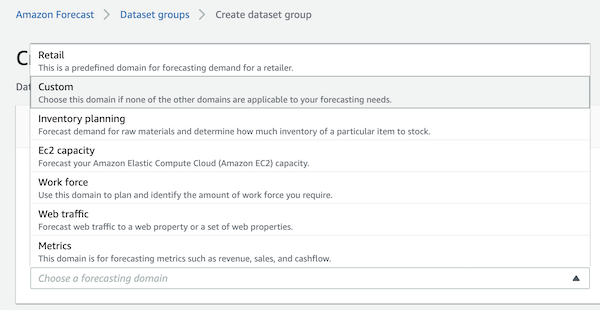 Amazon Forecast > Dataset groups > Create dataset group
Retail
This is a predefined domain for forecasting demand for a retailer.
Custom
Choose this domain if none of the other domains are applicable to your forecasting needs.
Inventory planning
Forecast demand for raw materials and determine how much inventory of a particular item to stock.
Ec2 capacity
Forecast your Amazon Elastic Compute Cloud (Amazon EC2) capacity.
Work force
Use this domain to plan and identify the amount of work force you require.
Web traffic
Forecast web traffic to a web property or a set of web properties.
Metrics
This domain is for forecasting metrics such as revenue, sales, and cashflow.
Choose a forecasting domain